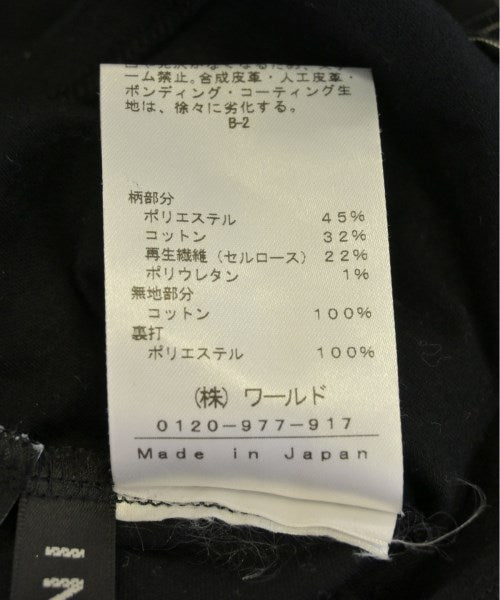 ーム禁止。合成皮革・人工皮革・
ボンディング・コーティング生
地は、徐々に劣化する。
B-2
柄部分
ポリエステル 45%
コットン 32%
再生繊維（セルロース） 22%
ポリウレタン 1%
無地部分
コットン 100%
裏打
ポリエステル 100%
（株）ワールド
0120-977-917
Made in Japan
IN